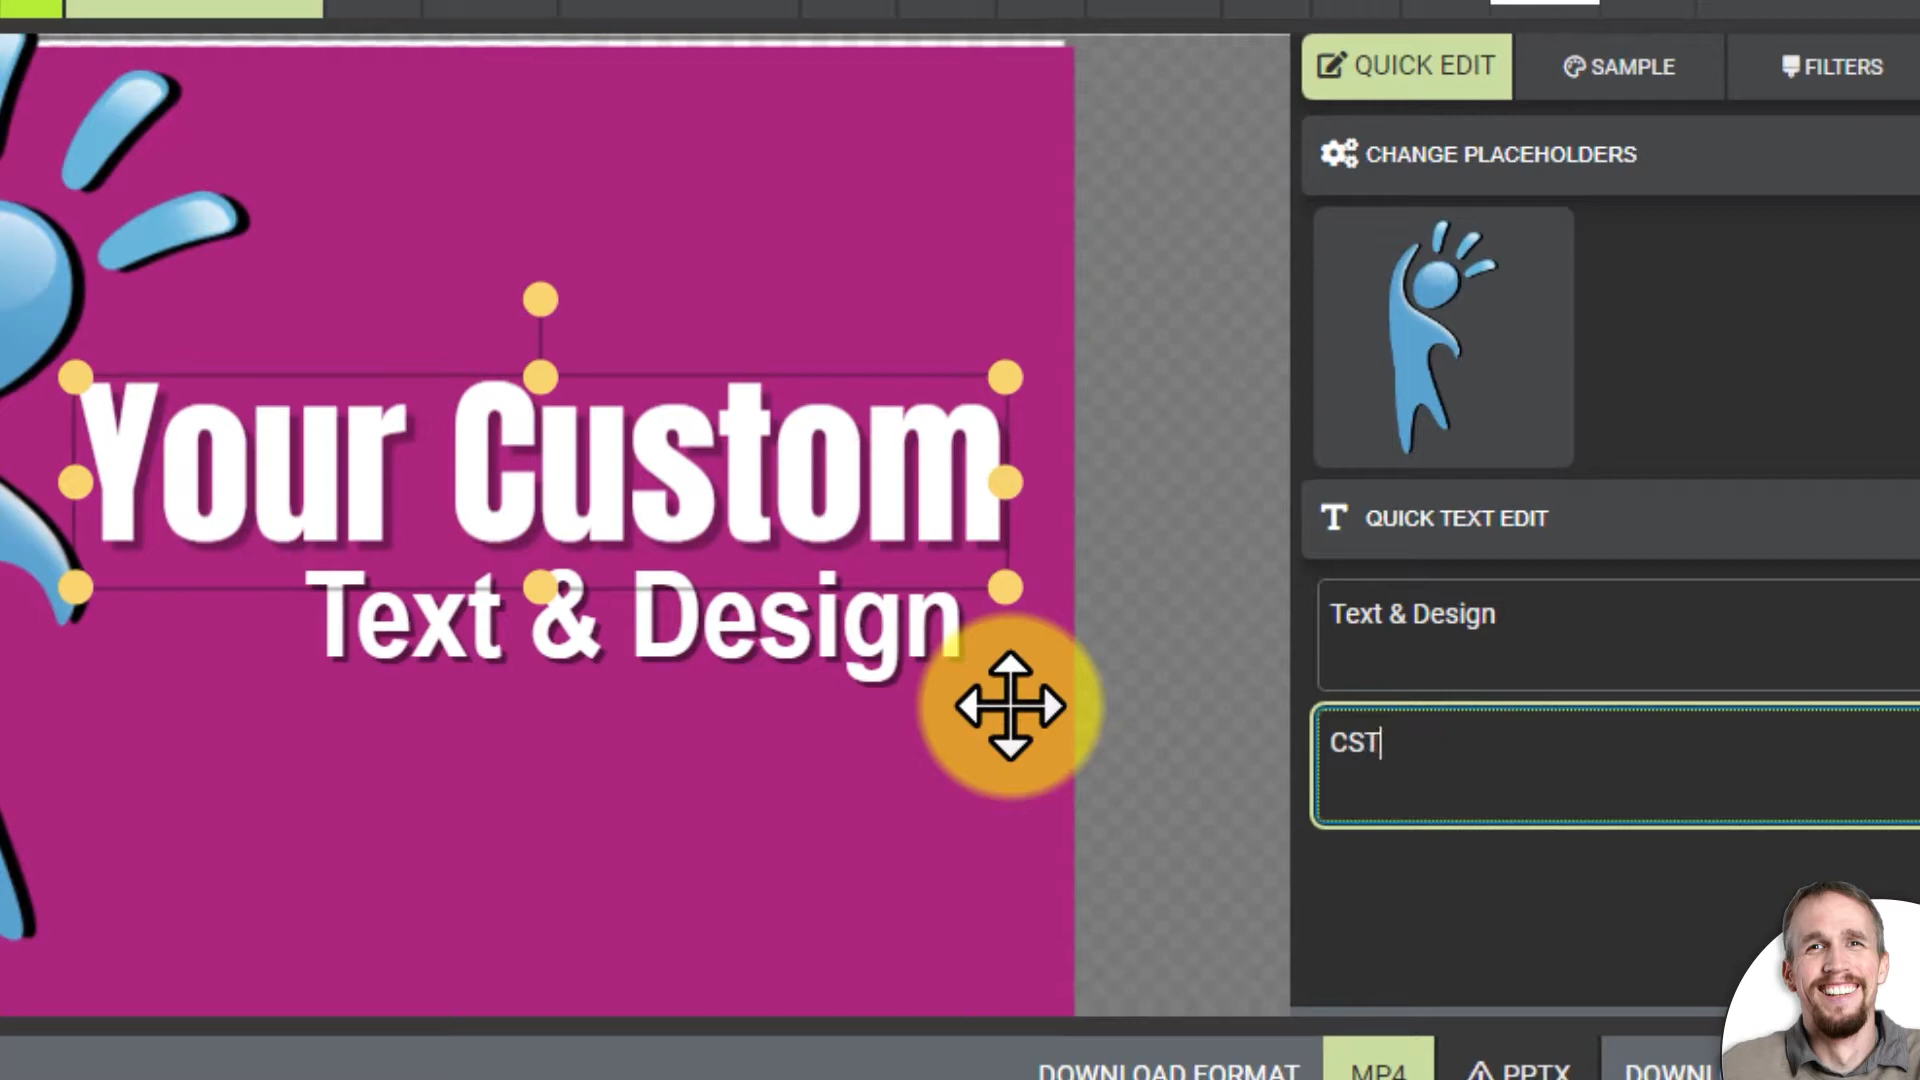 QUICK EDIT
SAMPLE
FILTERS
CHANGE PLACEHOLDERS
Your Custom
Text & Design
QUICK TEXT EDIT
Text & Design
CST
DOWNLOAD FORMAT
MP4
PPTX